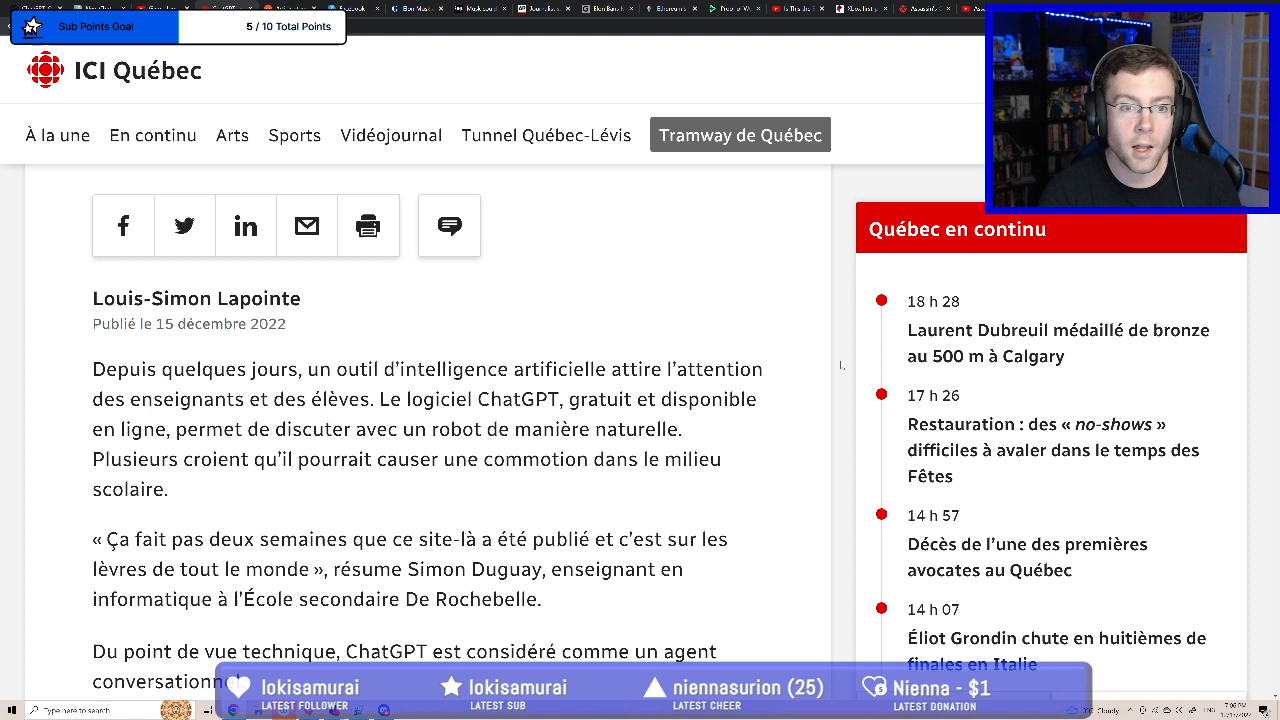 Sub Points Goal
5 / 10 Total Points
ICI Québec
À la une
En continu
Arts
Sports
Vidéojournal
Tunnel Québec-Lévis
Tramway de Québec
Louis-Simon Lapointe
Publié le 15 décembre 2022
Depuis quelques jours, un outil d'intelligence artificielle attire l'attention
des enseignants et des élèves. Le logiciel ChatGPT, gratuit et disponible
en ligne, permet de discuter avec un robot de manière naturelle.
Plusieurs croient qu'il pourrait causer une commotion dans le milieu
scolaire.
« Ça fait pas deux semaines que ce site-là a été publié et c'est sur les
lèvres de tout le monde », résume Simon Duguay, enseignant en
informatique à l'École secondaire De Rochebelle.
Du point de vue technique, ChatGPT est considéré comme un agent
Québec en continu
18 h 28
Laurent Dubreuil médaillé de bronze
au 500 m à Calgary
17 h 26
Restauration : des « no-shows »
difficiles à avaler dans le temps des
Fêtes
14 h 57
Décès de l'une des premières
avocates au Québec
14 h 07
Éliot Grondin chute en huitièmes de
finales en Italie
lokisamurai
LATEST FOLLOWER
lokisamurai
LATEST SUB
niennasurion (25)
LATEST CHEER
Nienna - $1
LATEST DONATION
Type here to search
Cloudy